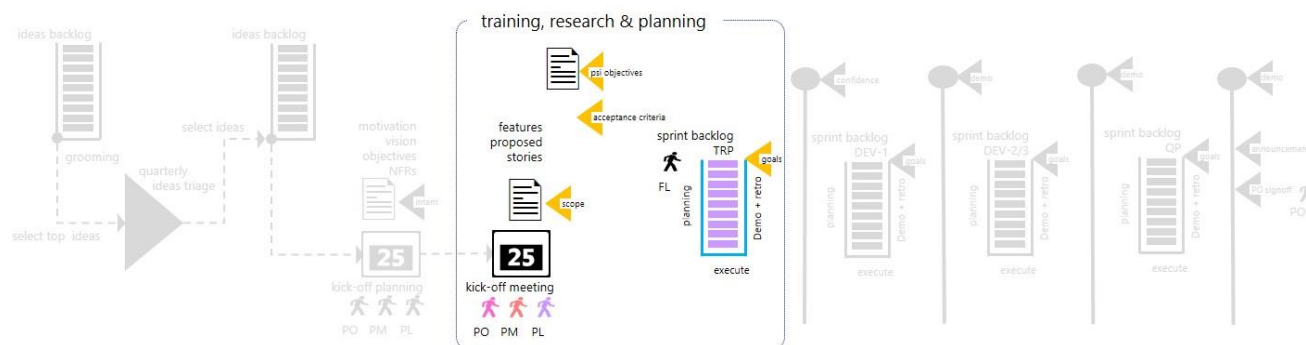 training, research & planning
ideas backlog
ideas backlog
grooming
quarterly
ideas triage
select top ideas
select ideas
motivation
vision
objectives
NFRs
intent
25
kick-off planning
PO PM PL
psi objectives
acceptance criteria
features
proposed
stories
scope
25
kick-off meeting
PO PM PL
FL
sprint backlog
TRP
goals
planning
Demo + retro
execute
confidence
sprint backlog
DEV-1
goals
planning
Demo + retro
execute
demo
sprint backlog
DEV-2/3
goals
planning
Demo + retro
execute
demo
sprint backlog
QP
goals
planning
Demo + retro
execute
demo
announcement
PO signoff
PO